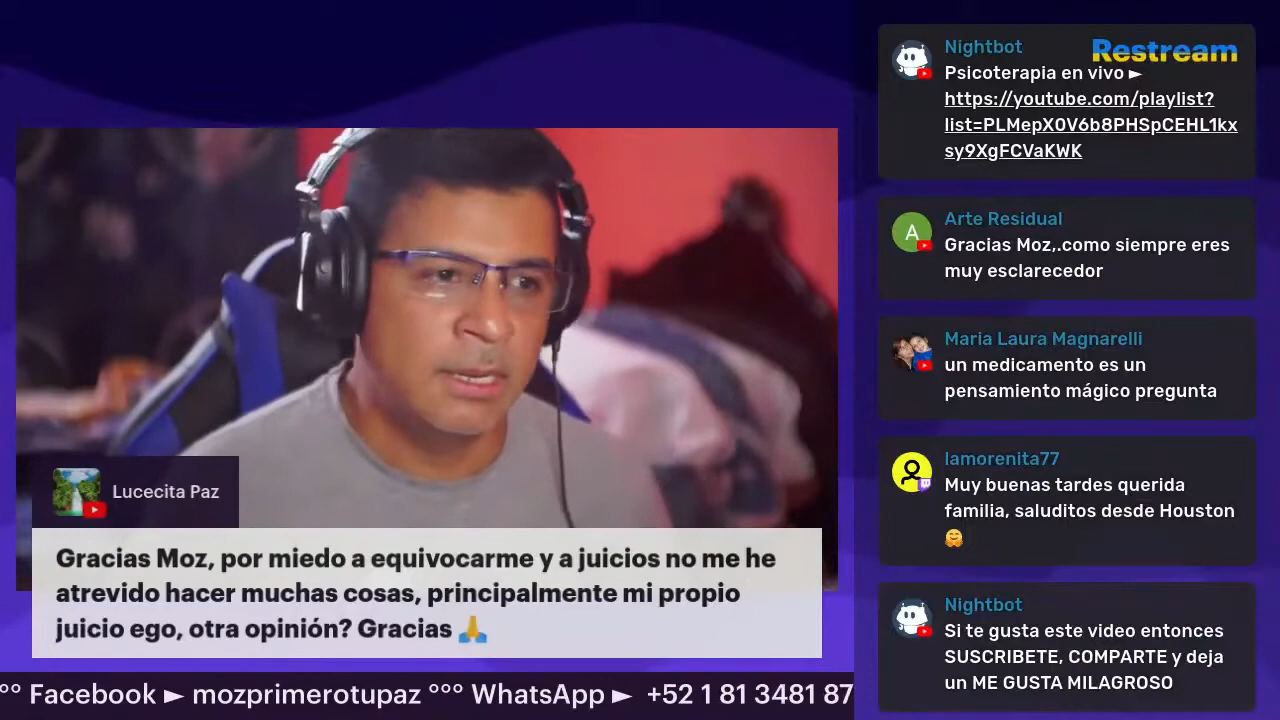 Nightbot
Restream
Psicoterapia en vivo ►
https://youtube.com/playlist?
list=PLMepX0V6b8PHSpCEHL1kx
sy9XgFCVaKWK
A
Arte Residual
Gracias Moz,.como siempre eres
muy esclarecedor
Maria Laura Magnarelli
un medicamento es un
pensamiento mágico pregunta
lamorenita77
Muy buenas tardes querida
familia, saluditos desde Houston
🤗
Nightbot
Si te gusta este video entonces
SUSCRIBETE, COMPARTE y deja
un ME GUSTA MILAGROSO
Lucecita Paz
Gracias Moz, por miedo a equivocarme y a juicios no me he
atrevido hacer muchas cosas, principalmente mi propio
juicio ego, otra opinión? Gracias 🙏
°°° Facebook ► mozprimerotupaz °°° WhatsApp ► +52 1 81 3481 87